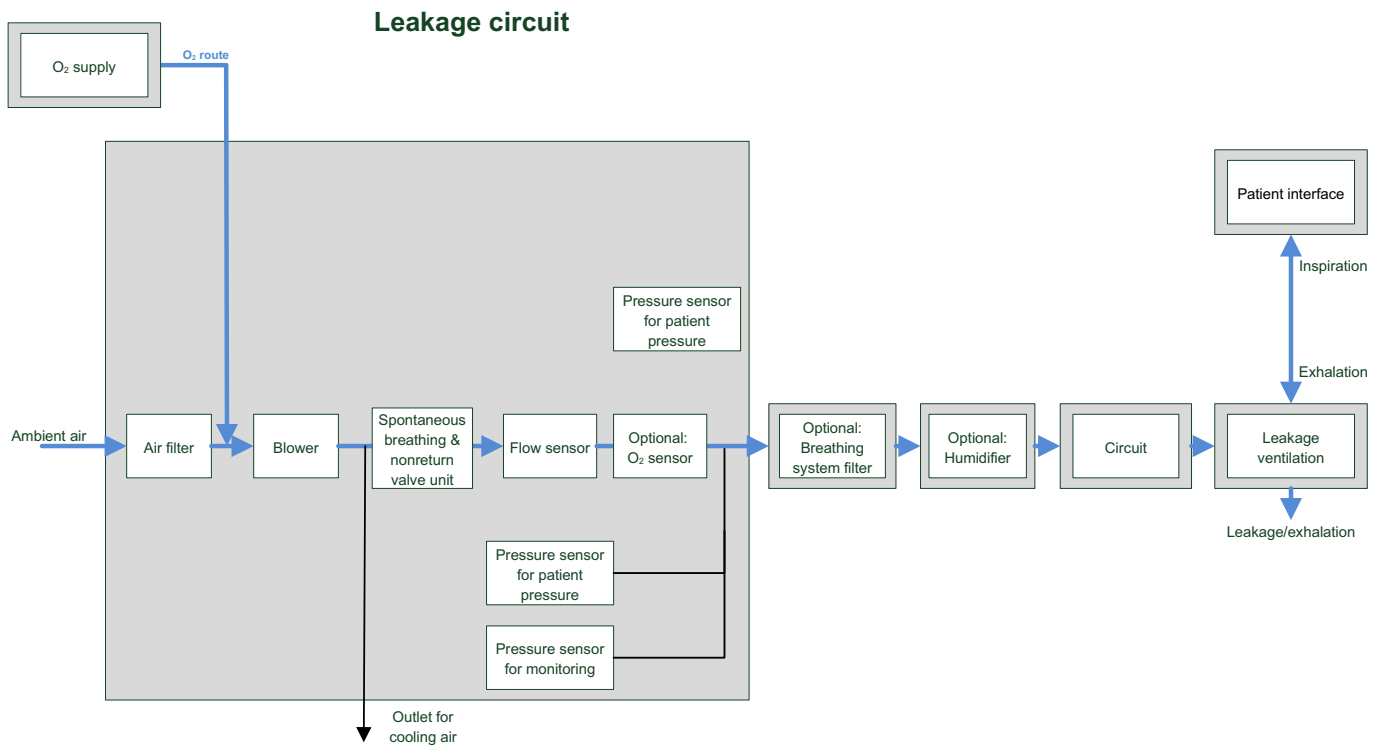 Leakage circuit
O₂ supply
O₂ route
Patient interface
Inspiration
Pressure sensor
for patient
pressure
Exhalation
Ambient air
Air filter
Blower
Spontaneous
breathing &
nonreturn
valve unit
Flow sensor
Optional:
O₂ sensor
Optional:
Breathing
system filter
Optional:
Humidifier
Circuit
Leakage
ventilation
Leakage/exhalation
Pressure sensor
for patient
pressure
Pressure sensor
for monitoring
Outlet for
cooling air